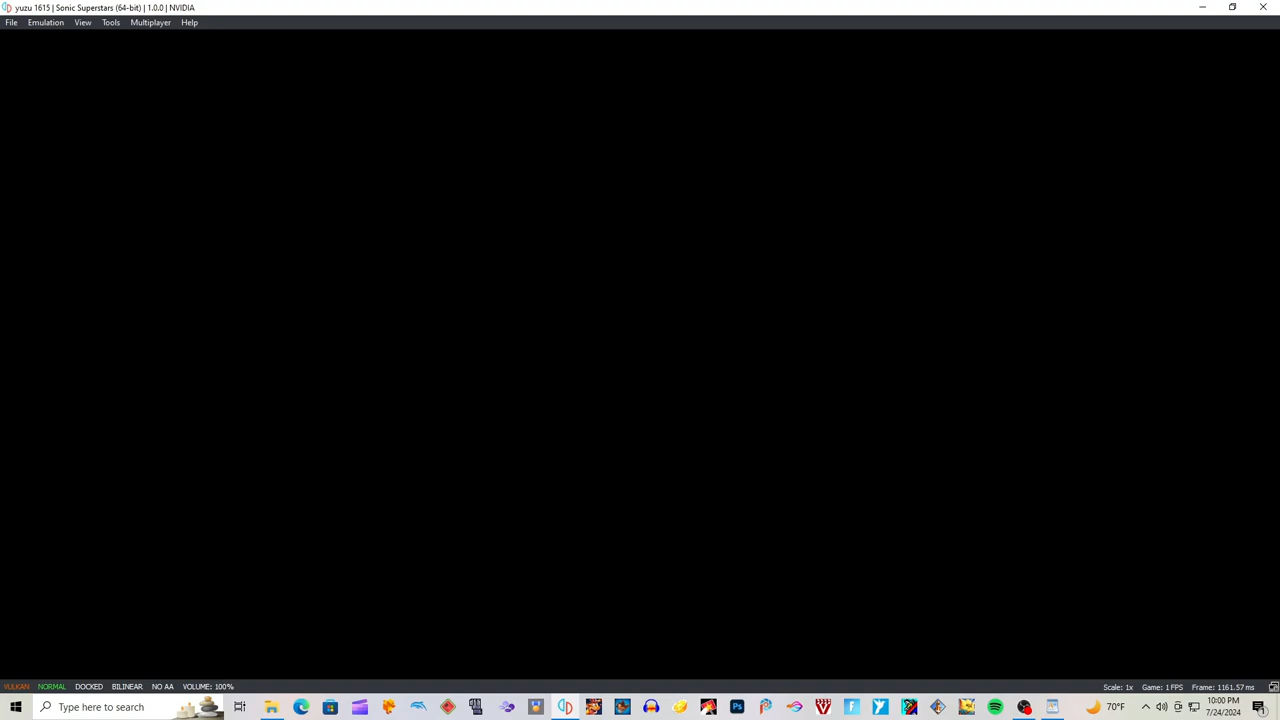 yuzu 1615 | Sonic Superstars (64-bit) | 1.0.0 | NVIDIA
File Emulation View Tools Multiplayer Help
VULKAN NORMAL DOCKED BILINEAR NO AA VOLUME: 100% Scale: 1x Game: 1 FPS Frame: 1161.57 ms
Type here to search Ps 70°F 10:00 PM
7/24/2024